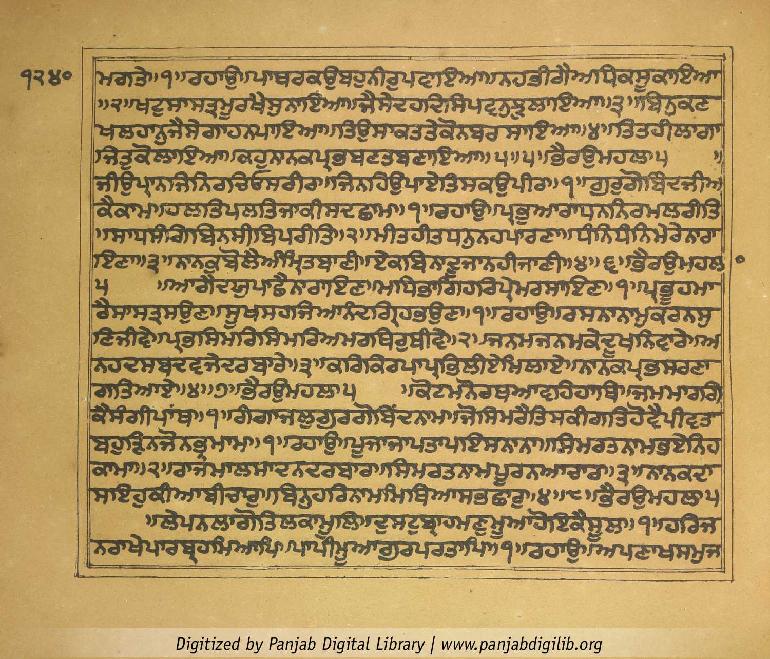 ੧੨੪੦
ਮਗਤੇ॥੧॥ਰਹਾਉ॥ਪਾਥਰਕਉਬਹੁਨੀਰੁਪਵਾਇਆ॥ਨਹਭੀਗੈਅਧਿਕਸੂਕਾਇਆ
॥੨॥ਖਟੁਸਾਸਤ੍ਰਮੂਰਖੈਸੁਨਾਇਆ॥ਜੈਸੇਦਹਦਿਸਪਵਨੁਝੁਲਾਇਆ॥੩॥ਬਿਨੁਕਣ
ਖਲਹਾਨੁਜੈਸੇਗਾਹਨਪਾਇਆ॥ਤਿਉਸਾਕਤਤੇਕੋਨਬਰਸਾਇਆ॥੪॥ਤਿਤਹੀਲਾਗਾ
ਜਿਤੁਕੋਲਾਇਆ॥ਕਹੁਨਾਨਕਪ੍ਰਭਬਣਤਬਣਾਇਆ॥੫॥੫॥ਭੈਰਉਮਹਲਾ੫॥
ਜੀਉਪ੍ਰਾਨਜਿਨਿਰਚਿਓਸਰੀਰ॥ਜਿਨਹਿਉਪਾਏਤਿਸਕਉਪੀਰ॥੧॥ਗੁਰੁਗੋਬਿੰਦਜੀਅ
ਕੈਕਾਮ॥ਹਲਤਿਪਲਤਿਜਾਕੀਸਦਛਾਮ॥੧॥ਰਹਾਉ॥ਪ੍ਰਭੁਆਰਾਧਨਨਿਰਮਲਰੀਤਿ
॥ਸਾਧਸੰਗਿਬਿਨਸੀਬਿਪਰੀਤਿ॥੨॥ਮੀਤਹੀਤਧਨੁਨਹਪਾਰਣਾ॥ਧੰਨਿਧੰਨਿਮੇਰੇਨਾਰਾ
ਇਣਾ॥੩॥ਨਾਨਕੁਬੋਲੈਅੰਮ੍ਰਿਤਬਾਣੀ॥ਏਕਬਿਨਾਦੂਜਾਨਹੀਜਾਣੀ॥੪॥੬॥ਭੈਰਉਮਹਲਾ
੫ ॥ਆਗੈਦਯੁਪਾਛੈਨਾਰਾਇਣ॥ਮਧਿਭਾਗਿਹਰਿਪ੍ਰੇਮਰਸਾਇਣ॥੧॥ਪ੍ਰਭੂਹਮਾ
ਰੈਸਾਸਤ੍ਰਸਉਣ॥ਸੂਖਸਹਜਿਆਨੰਦਗ੍ਰਿਹਭਉਣ॥੧॥ਰਹਾਉ॥ਰਸਨਾਨਾਮੁਕਰਨਸੁ
ਣਿਜੀਵੇ॥ਪ੍ਰਭਸਿਮਰਿਸਿਮਰਿਅਮਰਥਿਰੁਥੀਵੇ॥੨॥ਜਨਮਜਨਮਕੇਦੂਖਨਿਵਾਰੇ॥ਅ
ਨਹਦਸਬਦਵਜੇਦਰਬਾਰੇ॥੩॥ਕਰਿਕਿਰਪਾਪ੍ਰਭਿਲੀਏਮਿਲਾਏ॥ਨਾਨਕਪ੍ਰਭਸਰਣਾ
ਗਤਿਆਏ॥੪॥੭॥ਭੈਰਉਮਹਲਾ੫ ॥ਕੋਟਿਮਨੋਰਥਆਵਹਿਹਾਥ॥ਜਮਮਾਰਗਿ
ਕੈਸੰਗੀਪਾਂਥ॥੧॥ਗੰਗਾਜਲੁਗੁਰਗੋਬਿੰਦਨਾਮ॥ਜੋਸਿਮਰੈਤਿਸਕੀਗਤਿਹੋਵੈਪੀਵਤ
ਬਹੁੜਿਨਜੋਨਿਭ੍ਰਮਾਮ॥੧॥ਰਹਾਉ॥ਪੂਜਾਜਾਪਤਾਪਇਸਨਾਨ॥ਸਿਮਰਤਨਾਮਭਏਨਿਹ
ਕਾਮ॥੨॥ਰਾਜਮਾਲਸਾਦਨਦਰਬਾਰ॥ਸਿਮਰਤਨਾਮਪੂਰਨਆਚਾਰ॥੩॥ਨਾਨਕਦਾ
ਸਇਹੁਕੀਆਬੀਚਾਰੁ॥ਬਿਨੁਹਰਿਨਾਮਮਿਥਿਆਸਭਛਾਰੁ॥੪॥੮॥ਭੈਰਉਮਹਲਾ੫
॥ਲੇਪੁਨਲਾਗੋਤਿਲਕਾਮੂਲਿ॥ਦੁਸਟੁਬ੍ਰਾਹਮਣੁਮੂਆਹੋਇਕੈਸੂਲ॥੧॥ਹਰਿਜ
ਨਰਾਖੇਪਾਰਬ੍ਰਹਮਿਆਪਿ॥ਪਾਪੀਮੂਆਗੁਰਪਰਤਾਪਿ॥੧॥ਰਹਾਉ॥ਅਪਣਾਖਸਮੁਜ
Digitized by Panjab Digital Library | www.panjabdigilib.org